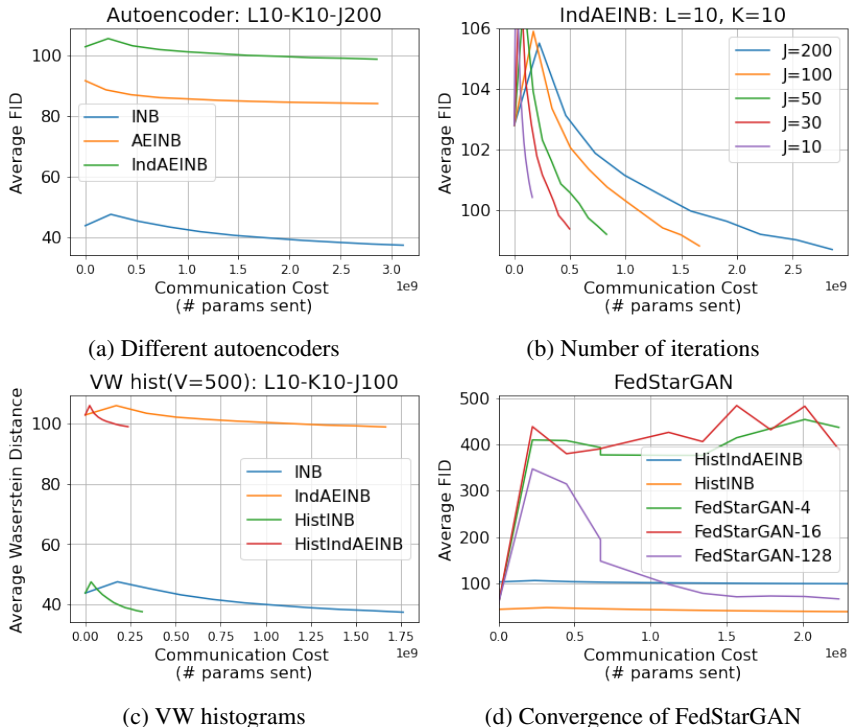 Autoencoder: L10-K10-J200
Average FID
100
80
60
40
INB
AEINB
IndAEINB
0.0 0.5 1.0 1.5 2.0 2.5 3.0
1e9
Communication Cost
(# params sent)
(a) Different autoencoders
IndAEINB: L=10, K=10
Average FID
106
104
102
100
J=200
J=100
J=50
J=30
J=10
0.0 0.5 1.0 1.5 2.0 2.5
1e9
Communication Cost
(# params sent)
(b) Number of iterations
VW hist(V=500): L10-K10-J100
Average Waserstein Distance
100
80
60
40
INB
IndAEINB
HistINB
HistIndAEINB
0.00 0.25 0.50 0.75 1.00 1.25 1.50 1.75
1e9
Communication Cost
(# params sent)
(c) VW histograms
FedStarGAN
Average FID
500
400
300
200
100
HistIndAEINB
HistINB
FedStarGAN-4
FedStarGAN-16
FedStarGAN-128
0.0 0.5 1.0 1.5 2.0
1e8
Communication Cost
(# params sent)
(d) Convergence of FedStarGAN